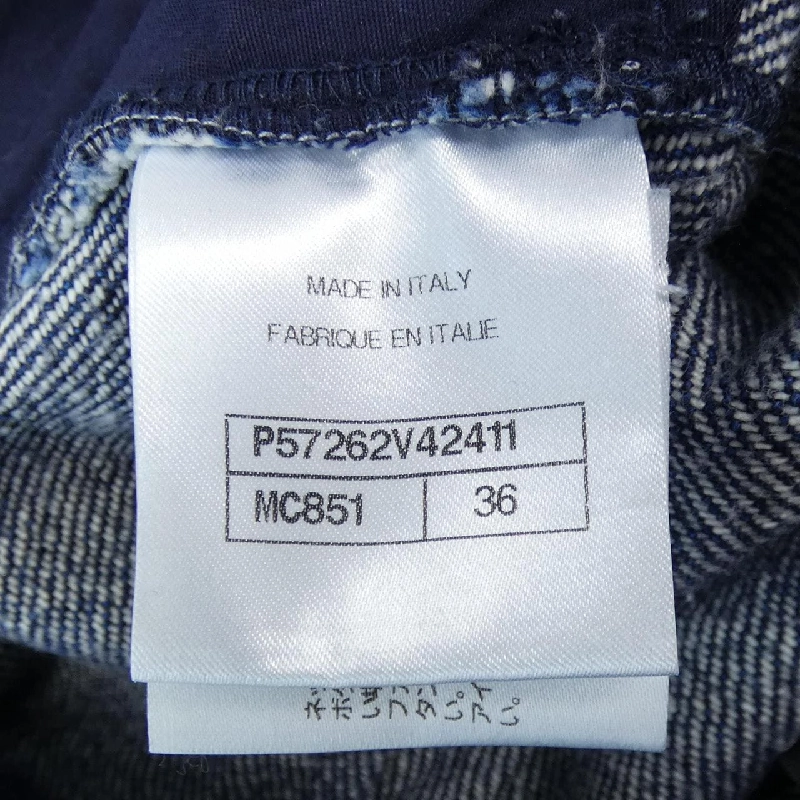 MADE IN ITALY
FABRIQUE EN ITALIE
P57262V42411
MC851 36